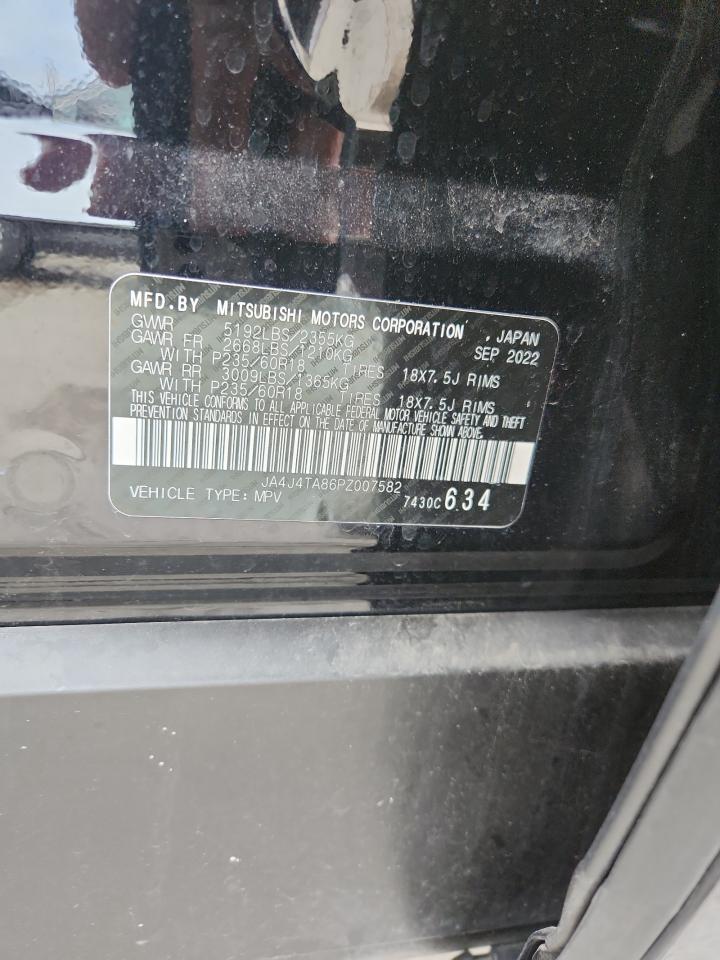 MFD.BY MITSUBISHI MOTORS CORPORATION , JAPAN
GVWR 5192LBS/2355KG SEP 2022
GAWR FR 2668LBS/1210KG
WITH P235/60R18 TIRES 18X7.5J RIMS
GAWR RR 3009LBS/1365KG
WITH P235/60R18 TIRES 18X7.5J RIMS
THIS VEHICLE CONFORMS TO ALL APPLICABLE FEDERAL MOTOR VEHICLE SAFETY AND THEFT
PREVENTION STANDARDS IN EFFECT ON THE DATE OF MANUFACTURE SHOWN ABOVE.
JA4J4TA86PZ007582
VEHICLE TYPE: MPV 7430C 634